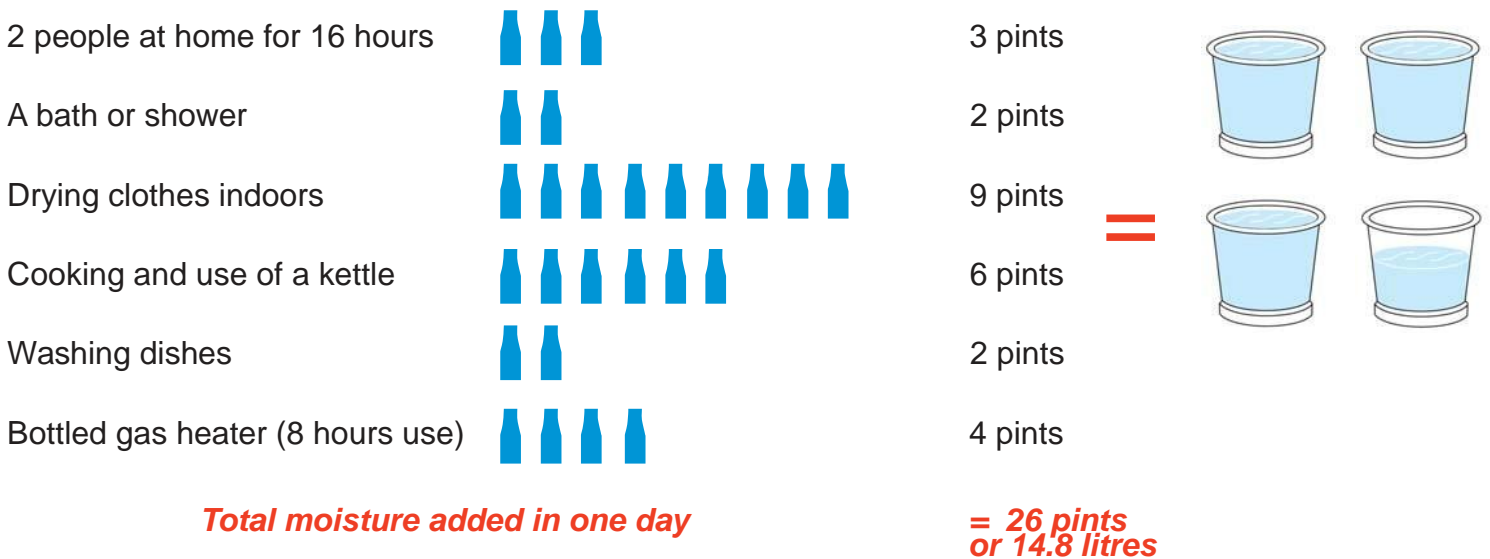 2 people at home for 16 hours 3 pints
A bath or shower 2 pints
Drying clothes indoors 9 pints
=
Cooking and use of a kettle 6 pints
Washing dishes 2 pints
Bottled gas heater (8 hours use) 4 pints
Total moisture added in one day = 26 pints
or 14.8 litres